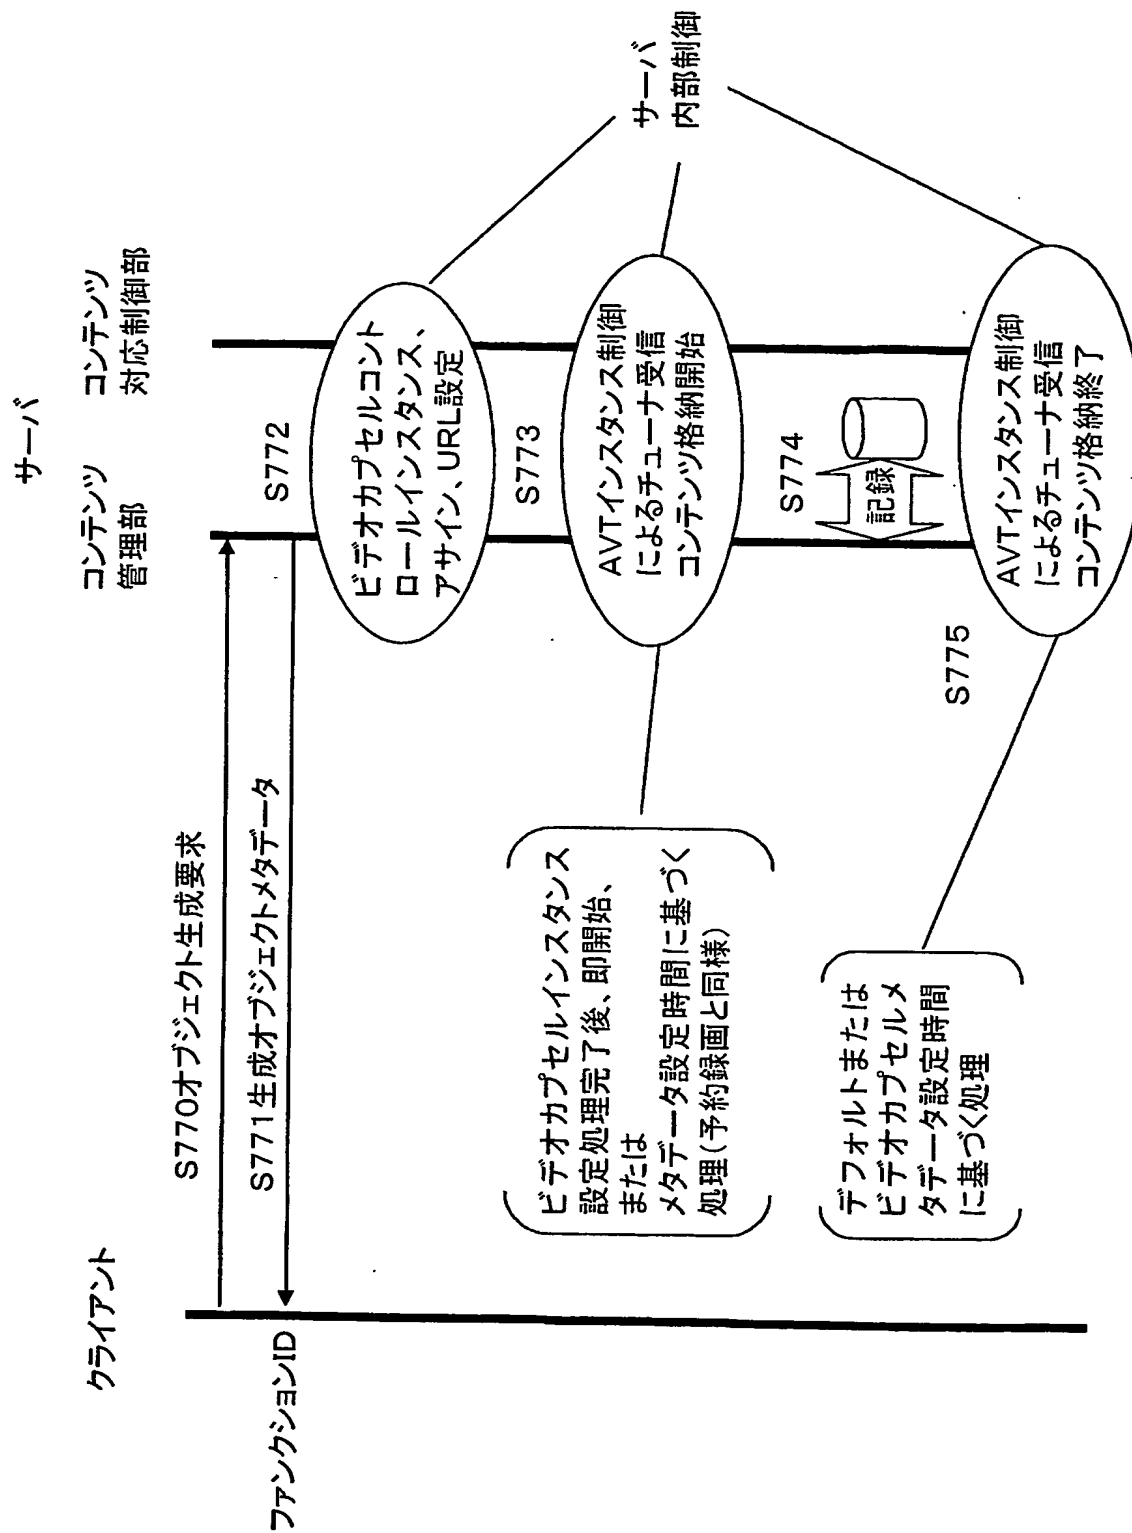 サーバ
クライアント
コンテンツ
管理部
コンテンツ
対応制御部
S770オブジェクト生成要求
S771生成オブジェクトメタデータ
ファンクションID
S772
ビデオカプセルコント
ロールインスタンス、
アサイン、URL設定
サーバ
内部制御
S773
AVTインスタンス制御
によるチューナ受信
コンテンツ格納開始
ビデオカプセルインスタンス
設定処理完了後、即開始、
または
メタデータ設定時間に基づく
処理(予約録画と同様)
S774
記録
S775
AVTインスタンス制御
によるチューナ受信
コンテンツ格納終了
デフォルトまたは
ビデオカプセルメ
タデータ設定時間
に基づく処理